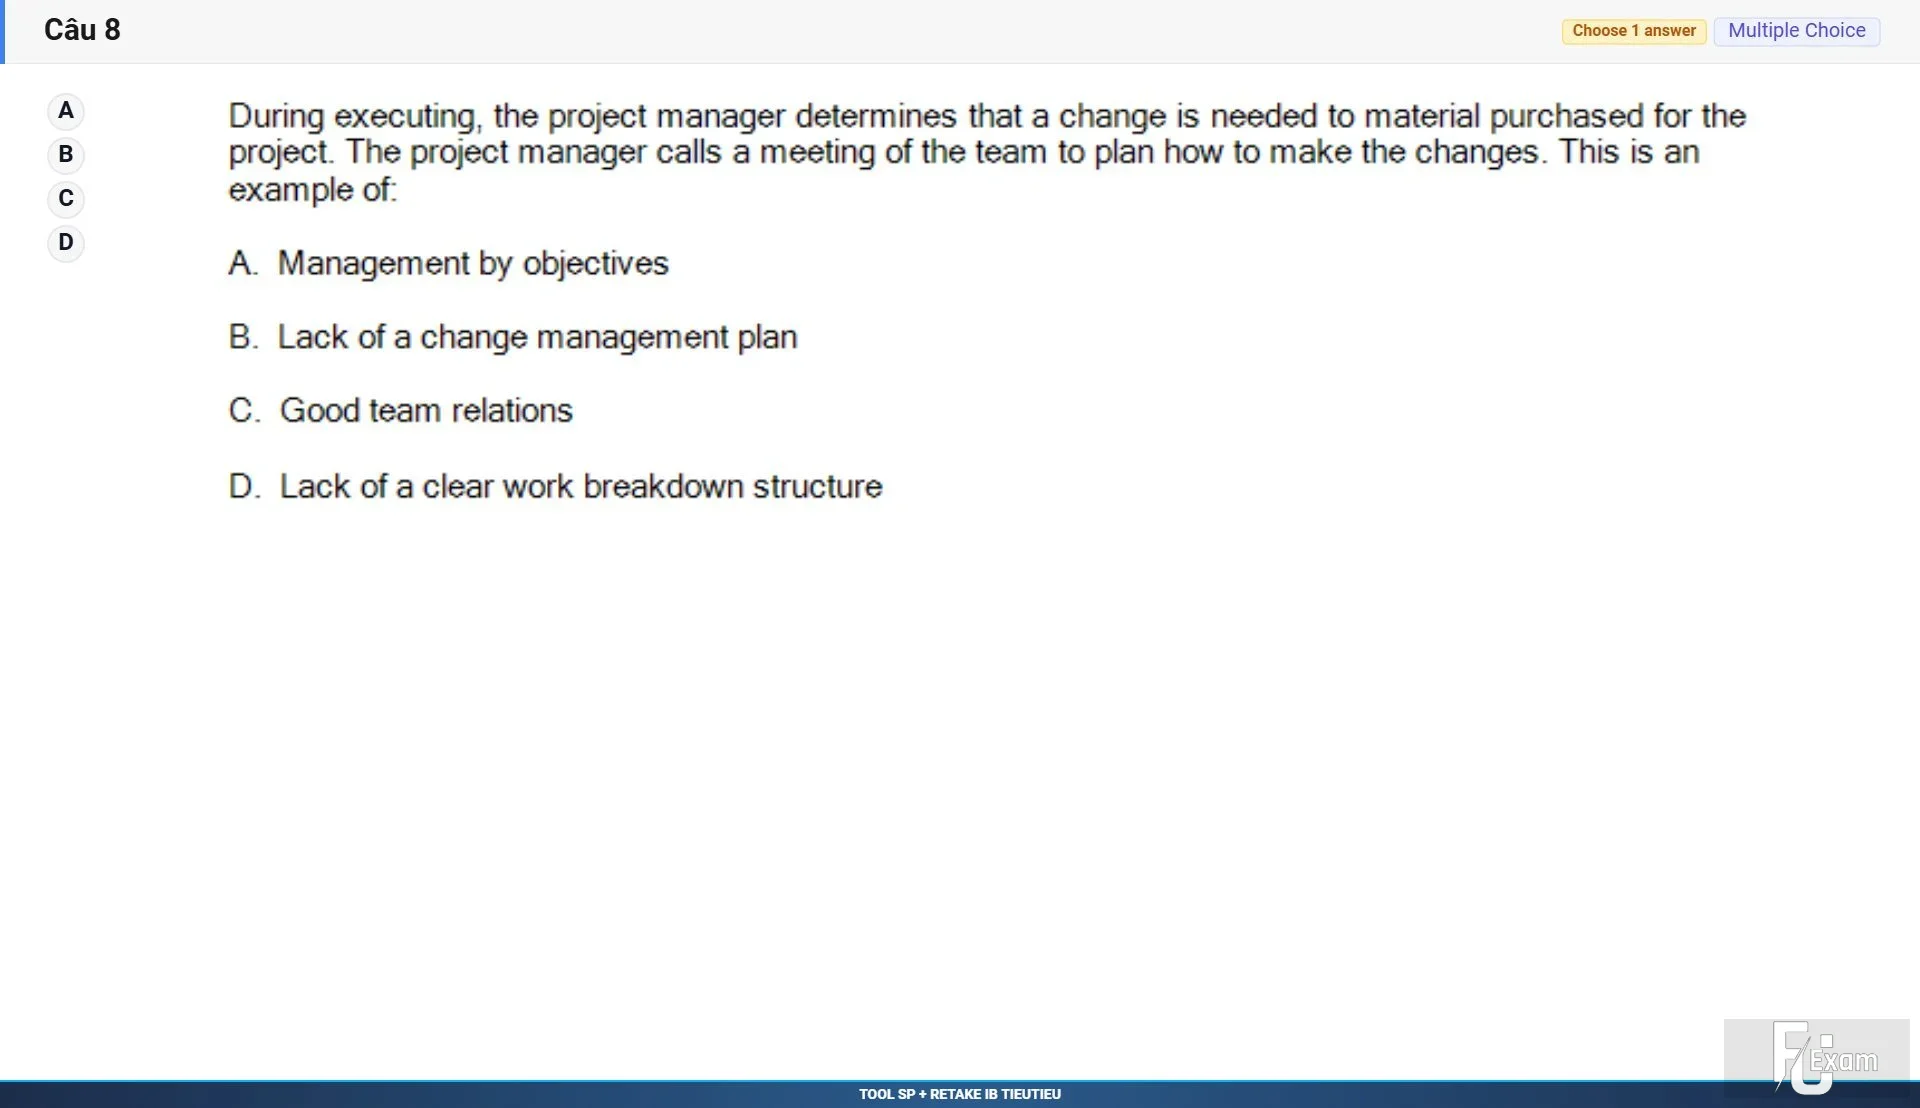 Câu 8
Choose 1 answer
Multiple Choice
A
B
C
D
During executing, the project manager determines that a change is needed to material purchased for the
project. The project manager calls a meeting of the team to plan how to make the changes. This is an
example of:
A. Management by objectives
B. Lack of a change management plan
C. Good team relations
D. Lack of a clear work breakdown structure
FU Exam
TOOL SP + RETAKE IB TIEUTIEU